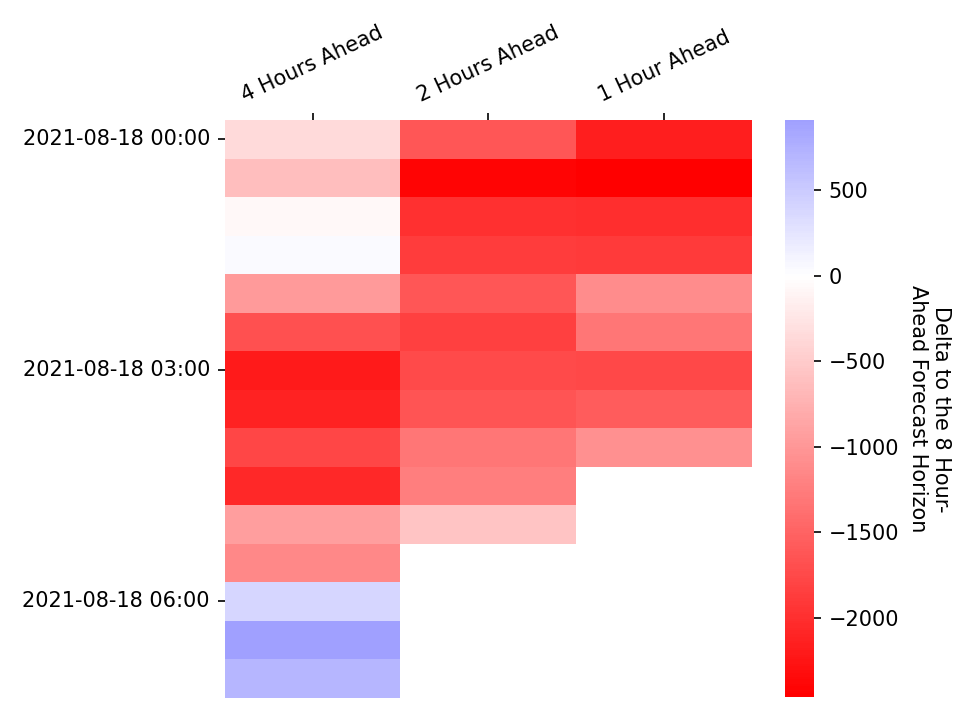 4 Hours Ahead
2 Hours Ahead
1 Hour Ahead
2021-08-18 00:00
2021-08-18 03:00
2021-08-18 06:00
500
0
−500
−1000
−1500
−2000
Delta to the 8 Hour-
Ahead Forecast Horizon